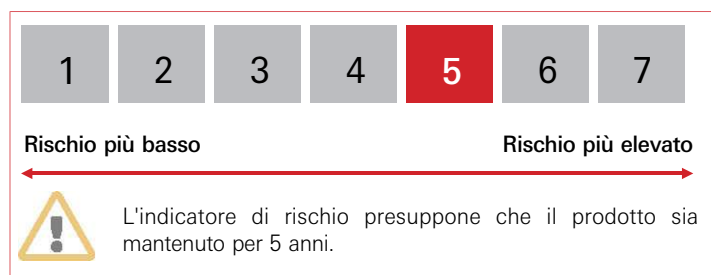 1 2 3 4 5 6 7
Rischio più basso Rischio più elevato
L'indicatore di rischio presuppone che il prodotto sia
mantenuto per 5 anni.